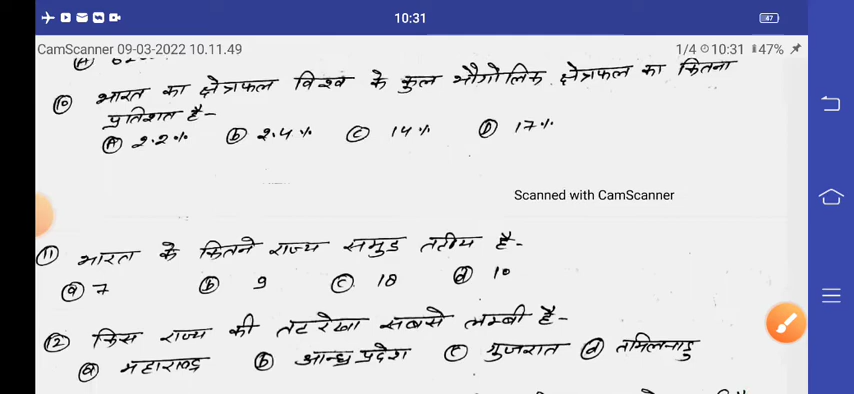 10:31
47
CamScanner 09-03-2022 10.11.49
1/4 10:31 47%
(10) भारत का क्षेत्रफल विश्व के कुल भौगोलिक क्षेत्रफल का कितना
प्रतिशत है-
(A) 2.2% (b) 2.4% (C) 14% (D) 17%
Scanned with CamScanner
(11) भारत के कितने राज्य समुद्र तटीय है-
(a) 7 (b) 9 (c) 18 (d) 10
(12) किस राज्य की तटरेखा सबसे लम्बी है-
(a) महाराष्ट्र (b) आन्ध्र प्रदेश (c) गुजरात (d) तमिलनाडु